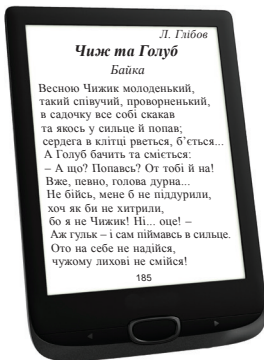 Л. Глібов
Чиж та Голуб
Байка
Весною Чижик молоденький,
такий співучий, проворненький,
в садочку все собі скакав
та якось у сильце й попав;
сердега в клітці рветься, б’ється...
А Голуб бачить та сміється:
– А що? Попавсь? От тобі й на!
Вже, певно, голова дурна...
Не бійсь, мене б не піддурили,
хоч як би не хитрили,
бо я не Чижик! Ні... оце! –
Аж гульк – і сам піймавсь в сильце.
Ото на себе не надійся,
чужому лихові не смійся!
185